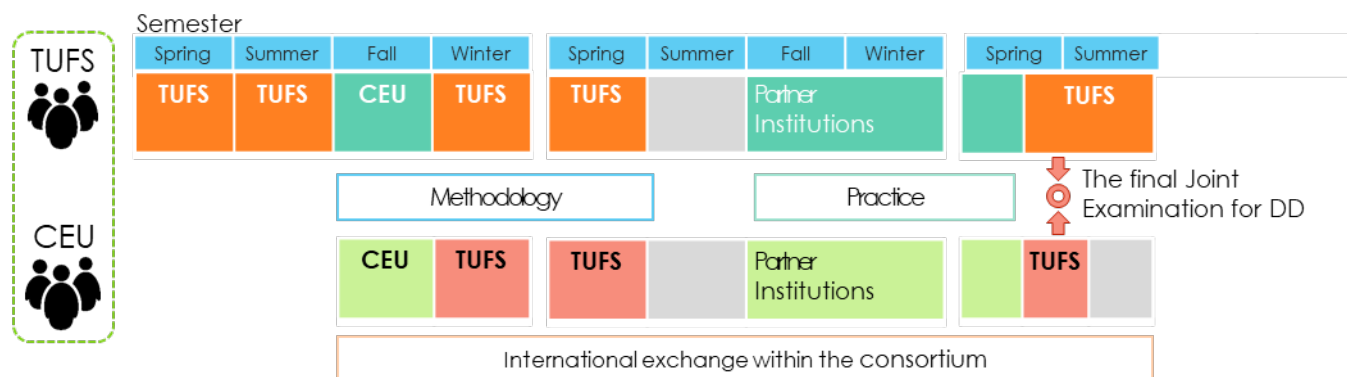 Semester
TUFS
Spring Summer Fall Winter Spring Summer Fall Winter Spring Summer
TUFS TUFS CEU TUFS TUFS Partner TUFS
Institutions
Methodology Practice
The final Joint
Examination for DD
CEU
CEU TUFS TUFS Partner TUFS
Institutions
International exchange within the consortium